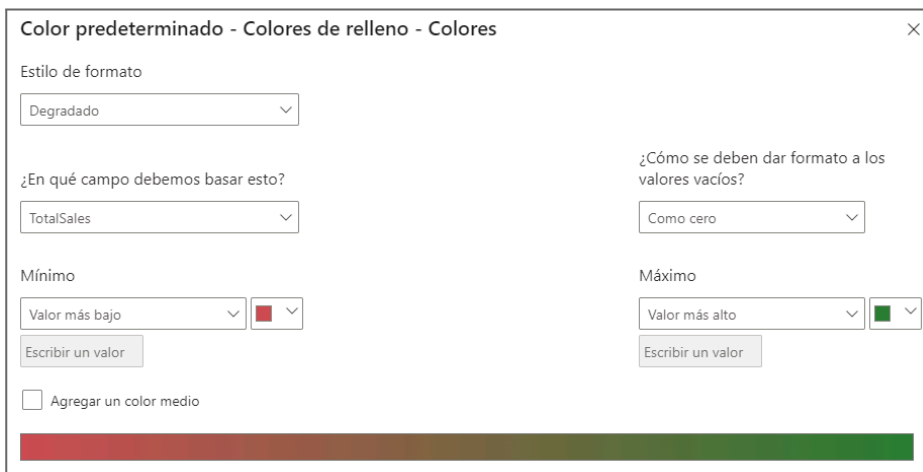 Color predeterminado - Colores de relleno - Colores
Estilo de formato
Degradado
¿En qué campo debemos basar esto?
¿Cómo se deben dar formato a los
valores vacíos?
TotalSales
Como cero
Mínimo
Máximo
Valor más bajo
Valor más alto
Escribir un valor
Escribir un valor
Agregar un color medio